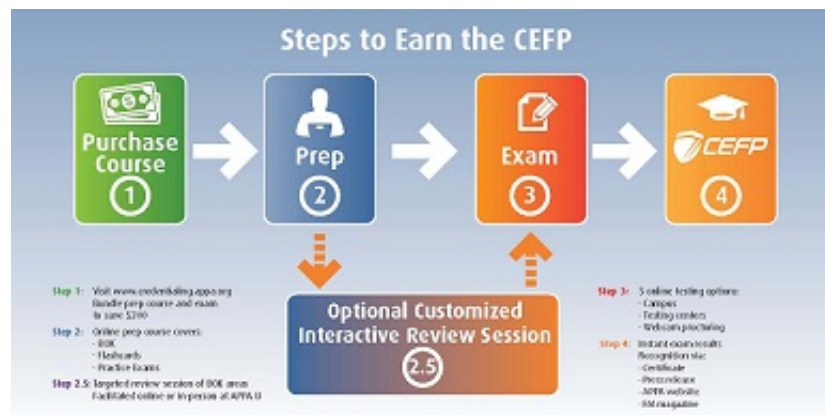 Steps to Earn the CEFP
Purchase
Course
1
Prep
2
Exam
3
CEFP
4
Optional Customized
Interactive Review Session
2.5
Step 1: Visit www.credentialing.appa.org
Bundle prep course and exam
to save $200
Step 2: Online prep course covers:
- BOK
- Flashcards
- Practice Exams
Step 2.5: Targeted review session of BOK areas
Facilitated online or in person at APPA U
Step 3: 3 online testing options:
- Campus
- Testing centers
- Webcam proctoring
Step 4: Instant exam results
Recognition via:
- Certificate
- Press release
- APPA website
- FM magazine